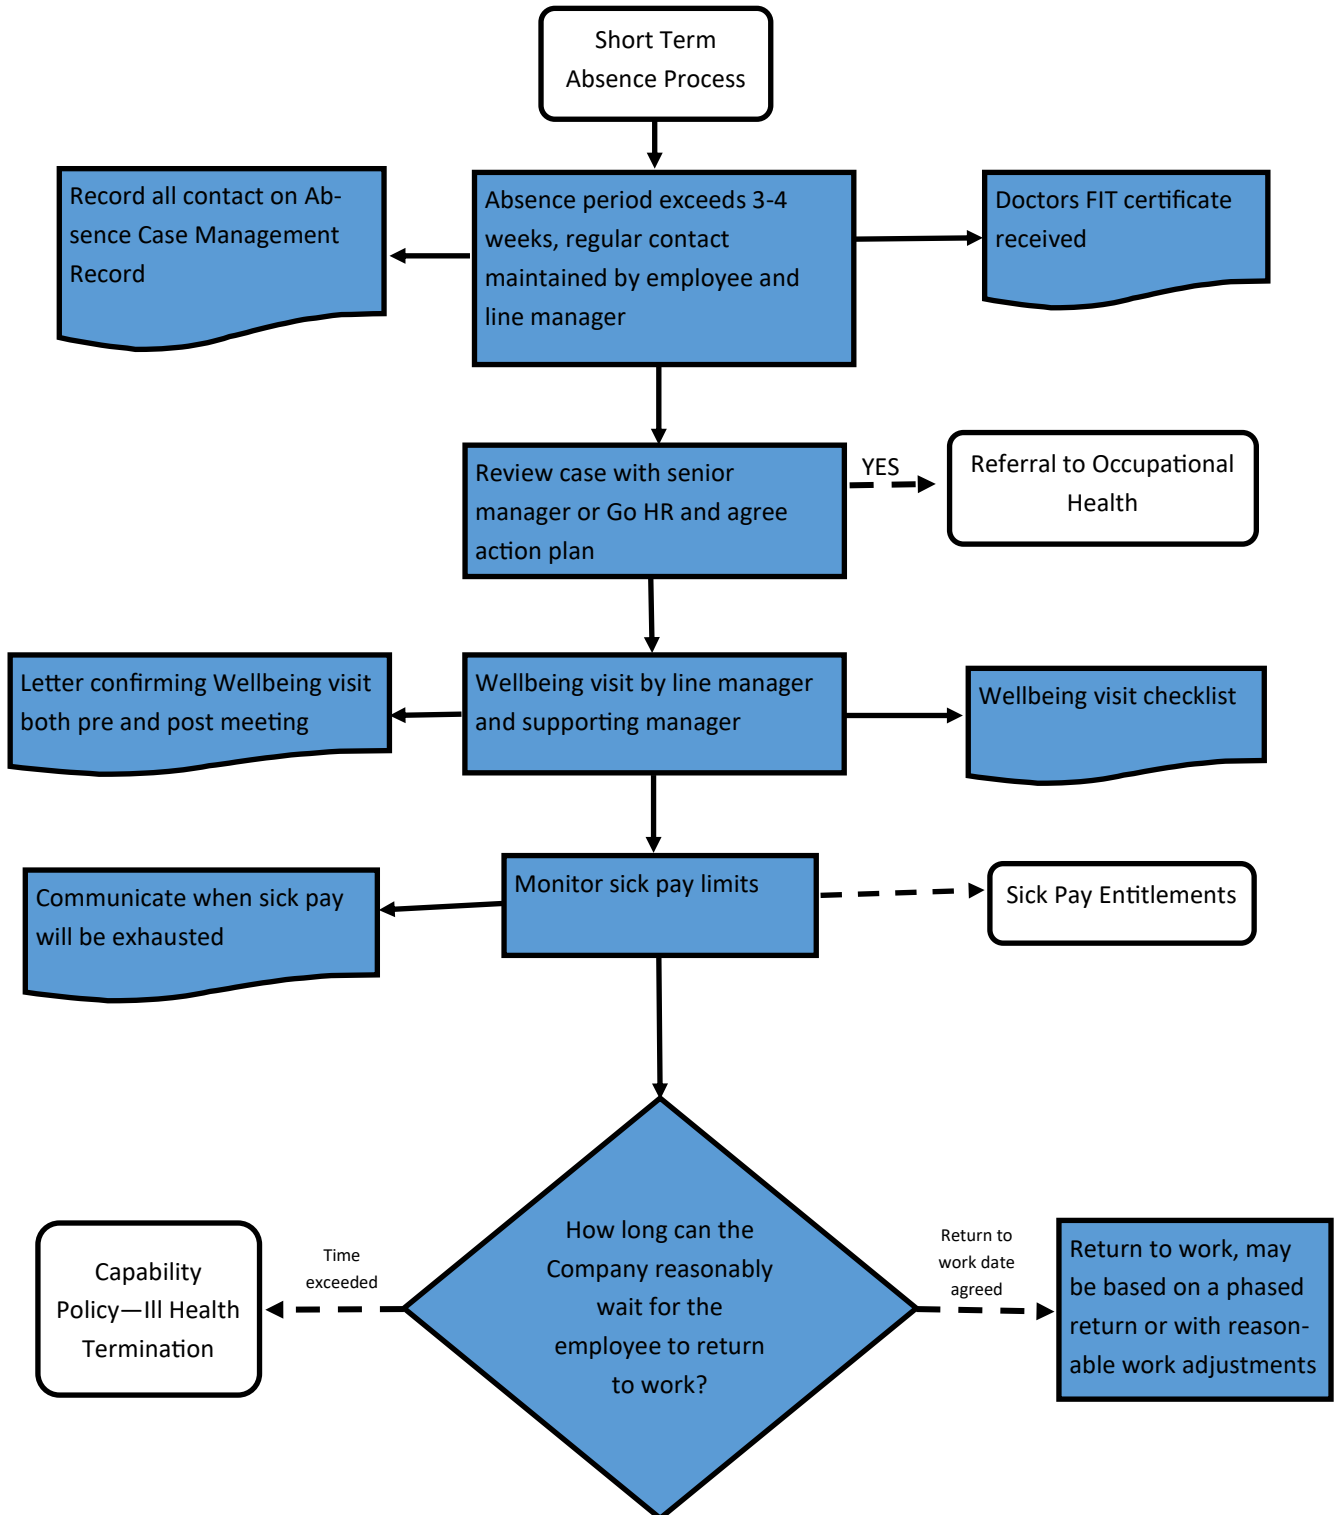 Short Term
Absence Process
Record all contact on Ab-
sence Case Management
Record
Absence period exceeds 3-4
weeks, regular contact
maintained by employee and
line manager
Doctors FIT certificate
received
Review case with senior
manager or Go HR and agree
action plan
YES
Referral to Occupational
Health
Letter confirming Wellbeing visit
both pre and post meeting
Wellbeing visit by line manager
and supporting manager
Wellbeing visit checklist
Communicate when sick pay
will be exhausted
Monitor sick pay limits
Sick Pay Entitlements
Capability
Policy—Ill Health
Termination
Time
exceeded
How long can the
Company reasonably
wait for the
employee to return
to work?
Return to
work date
agreed
Return to work, may
be based on a phased
return or with reason-
able work adjustments